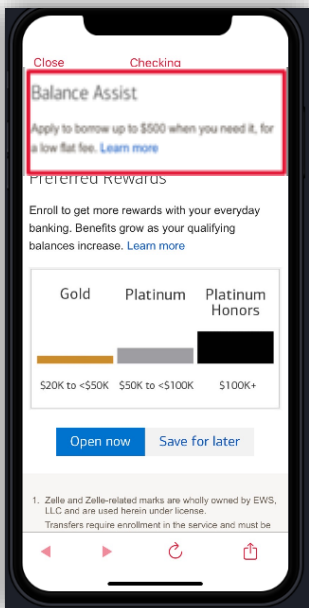 Close Checking
Balance Assist
Apply to borrow up to $500 when you need it, for
a low flat fee. Learn more
Preferred Rewards
Enroll to get more rewards with your everyday
banking. Benefits grow as your qualifying
balances increase. Learn more
Gold Platinum Platinum
Honors
$20K to <$50K $50K to <$100K $100K+
Open now Save for later
1. Zelle and Zelle-related marks are wholly owned by EWS,
LLC and are used herein under license.
Transfers require enrollment in the service and must be